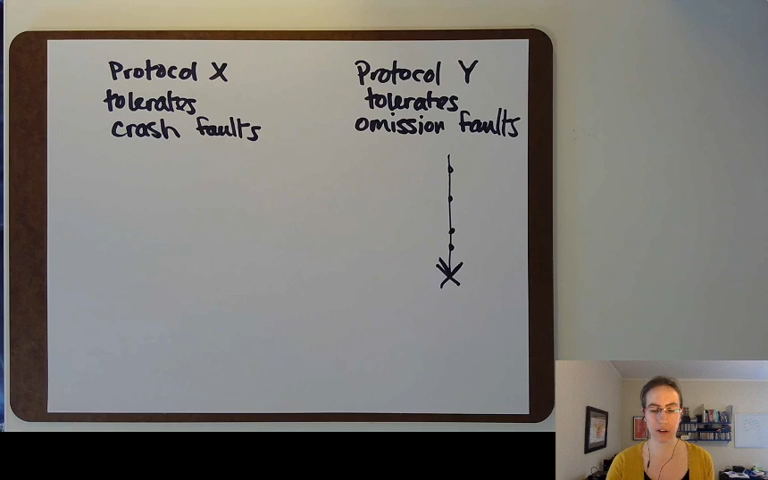 Protocol X
tolerates
crash faults
Protocol Y
tolerates
omission faults